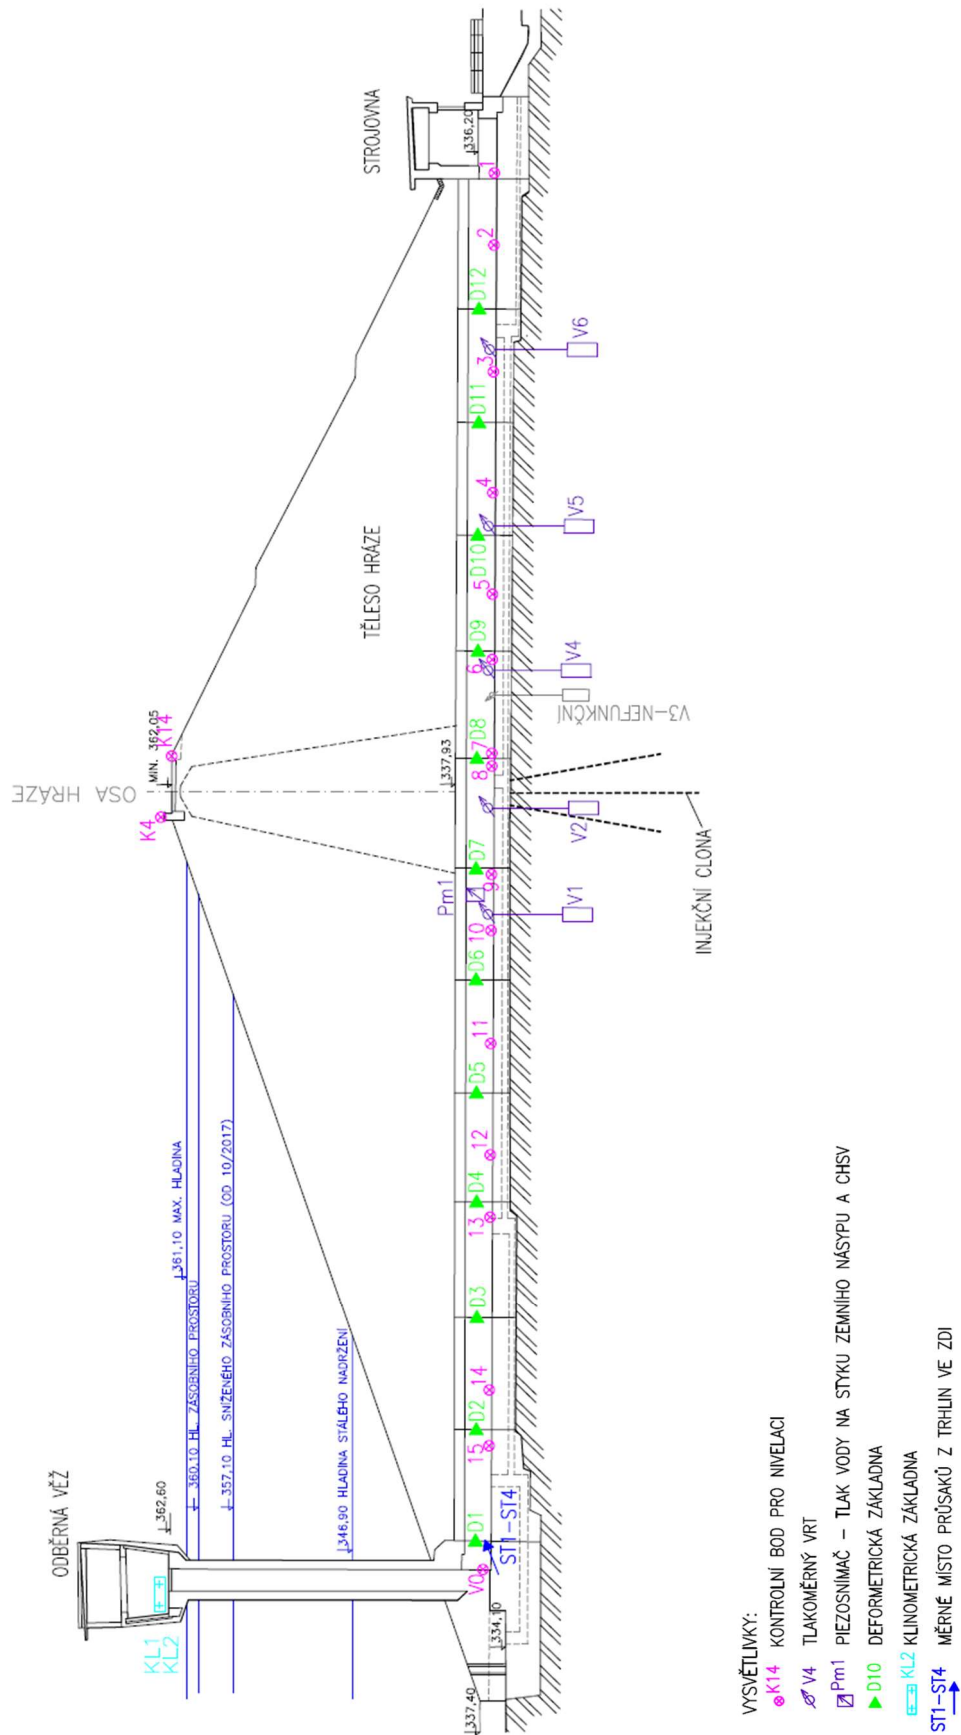 ODBĚRNÁ VĚŽ
362,60
KL1
KL2
361,10 MAX. HLADINA
360,10 HL. ZÁSOBNÍHO PROSTORU
357,10 HL. SNÍŽENÉHO ZÁSOBNÍHO PROSTORU (OD 10/2017)
346,90 HLADINA STÁLÉHO NADRŽENÍ
OSA HRÁZE
K4
K14
MIN. 362,05
TĚLESO HRÁZE
STROJOVNA
336,20
337,93
337,40
334,10
V0
D1
ST1-ST4
15
D2
14
D3
13
D4
12
D5
11
D6
10
Pm1
9
D7
8
7
D8
6
D9
5
D10
4
D11
3
D12
2
1
V1
V2
V3-NEFUNKČNÍ
V4
V5
V6
INJEKČNÍ CLONA
VYSVĚTLIVKY:
K14 KONTROLNÍ BOD PRO NIVELACI
V4 TLAKOMĚRNÝ VRT
Pm1 PIEZOSNÍMAČ – TLAK VODY NA STYKU ZEMNÍHO NÁSYPU A CHSV
D10 DEFORMETRICKÁ ZÁKLADNA
KL2 KLINOMETRICKÁ ZÁKLADNA
ST1-ST4 MĚRNÉ MÍSTO PRŮSAKŮ Z TRHLIN VE ZDI